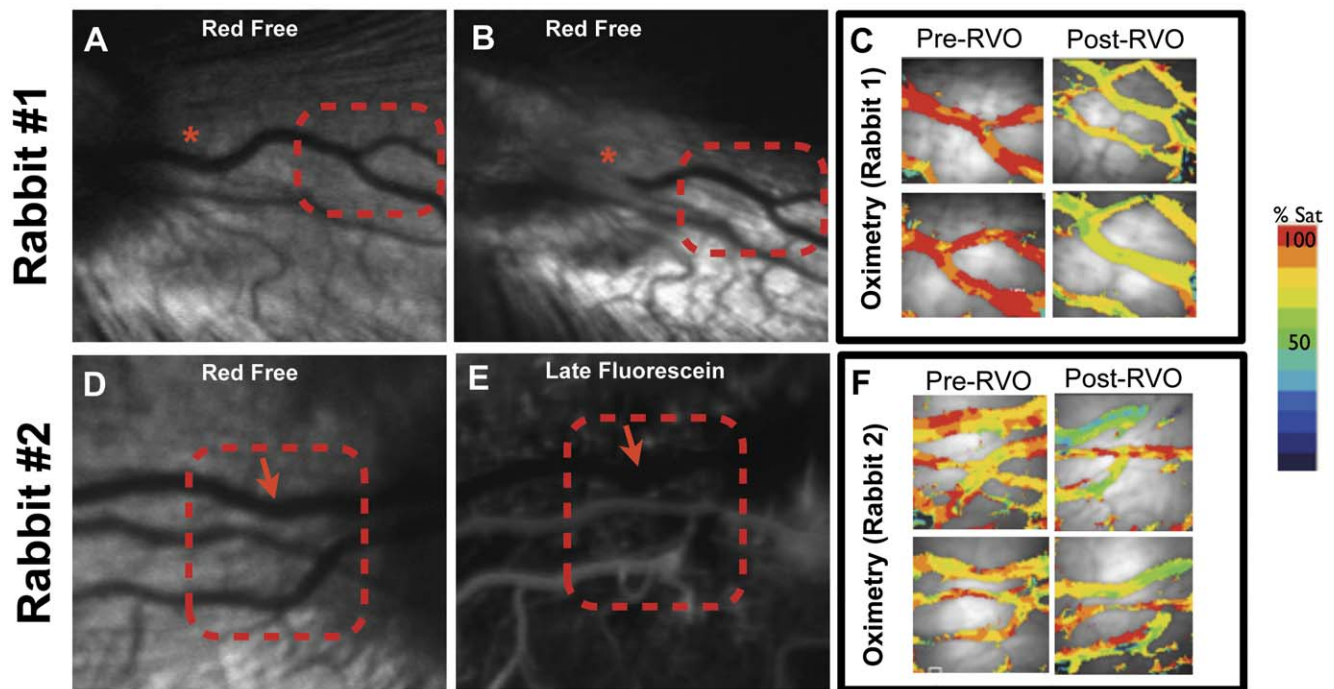 Rabbit #1
A
Red Free
*
B
Red Free
*
C
Pre-RVO
Post-RVO
Oximetry (Rabbit 1)
% Sat
100
50
Rabbit #2
D
Red Free
E
Late Fluorescein
F
Pre-RVO
Post-RVO
Oximetry (Rabbit 2)